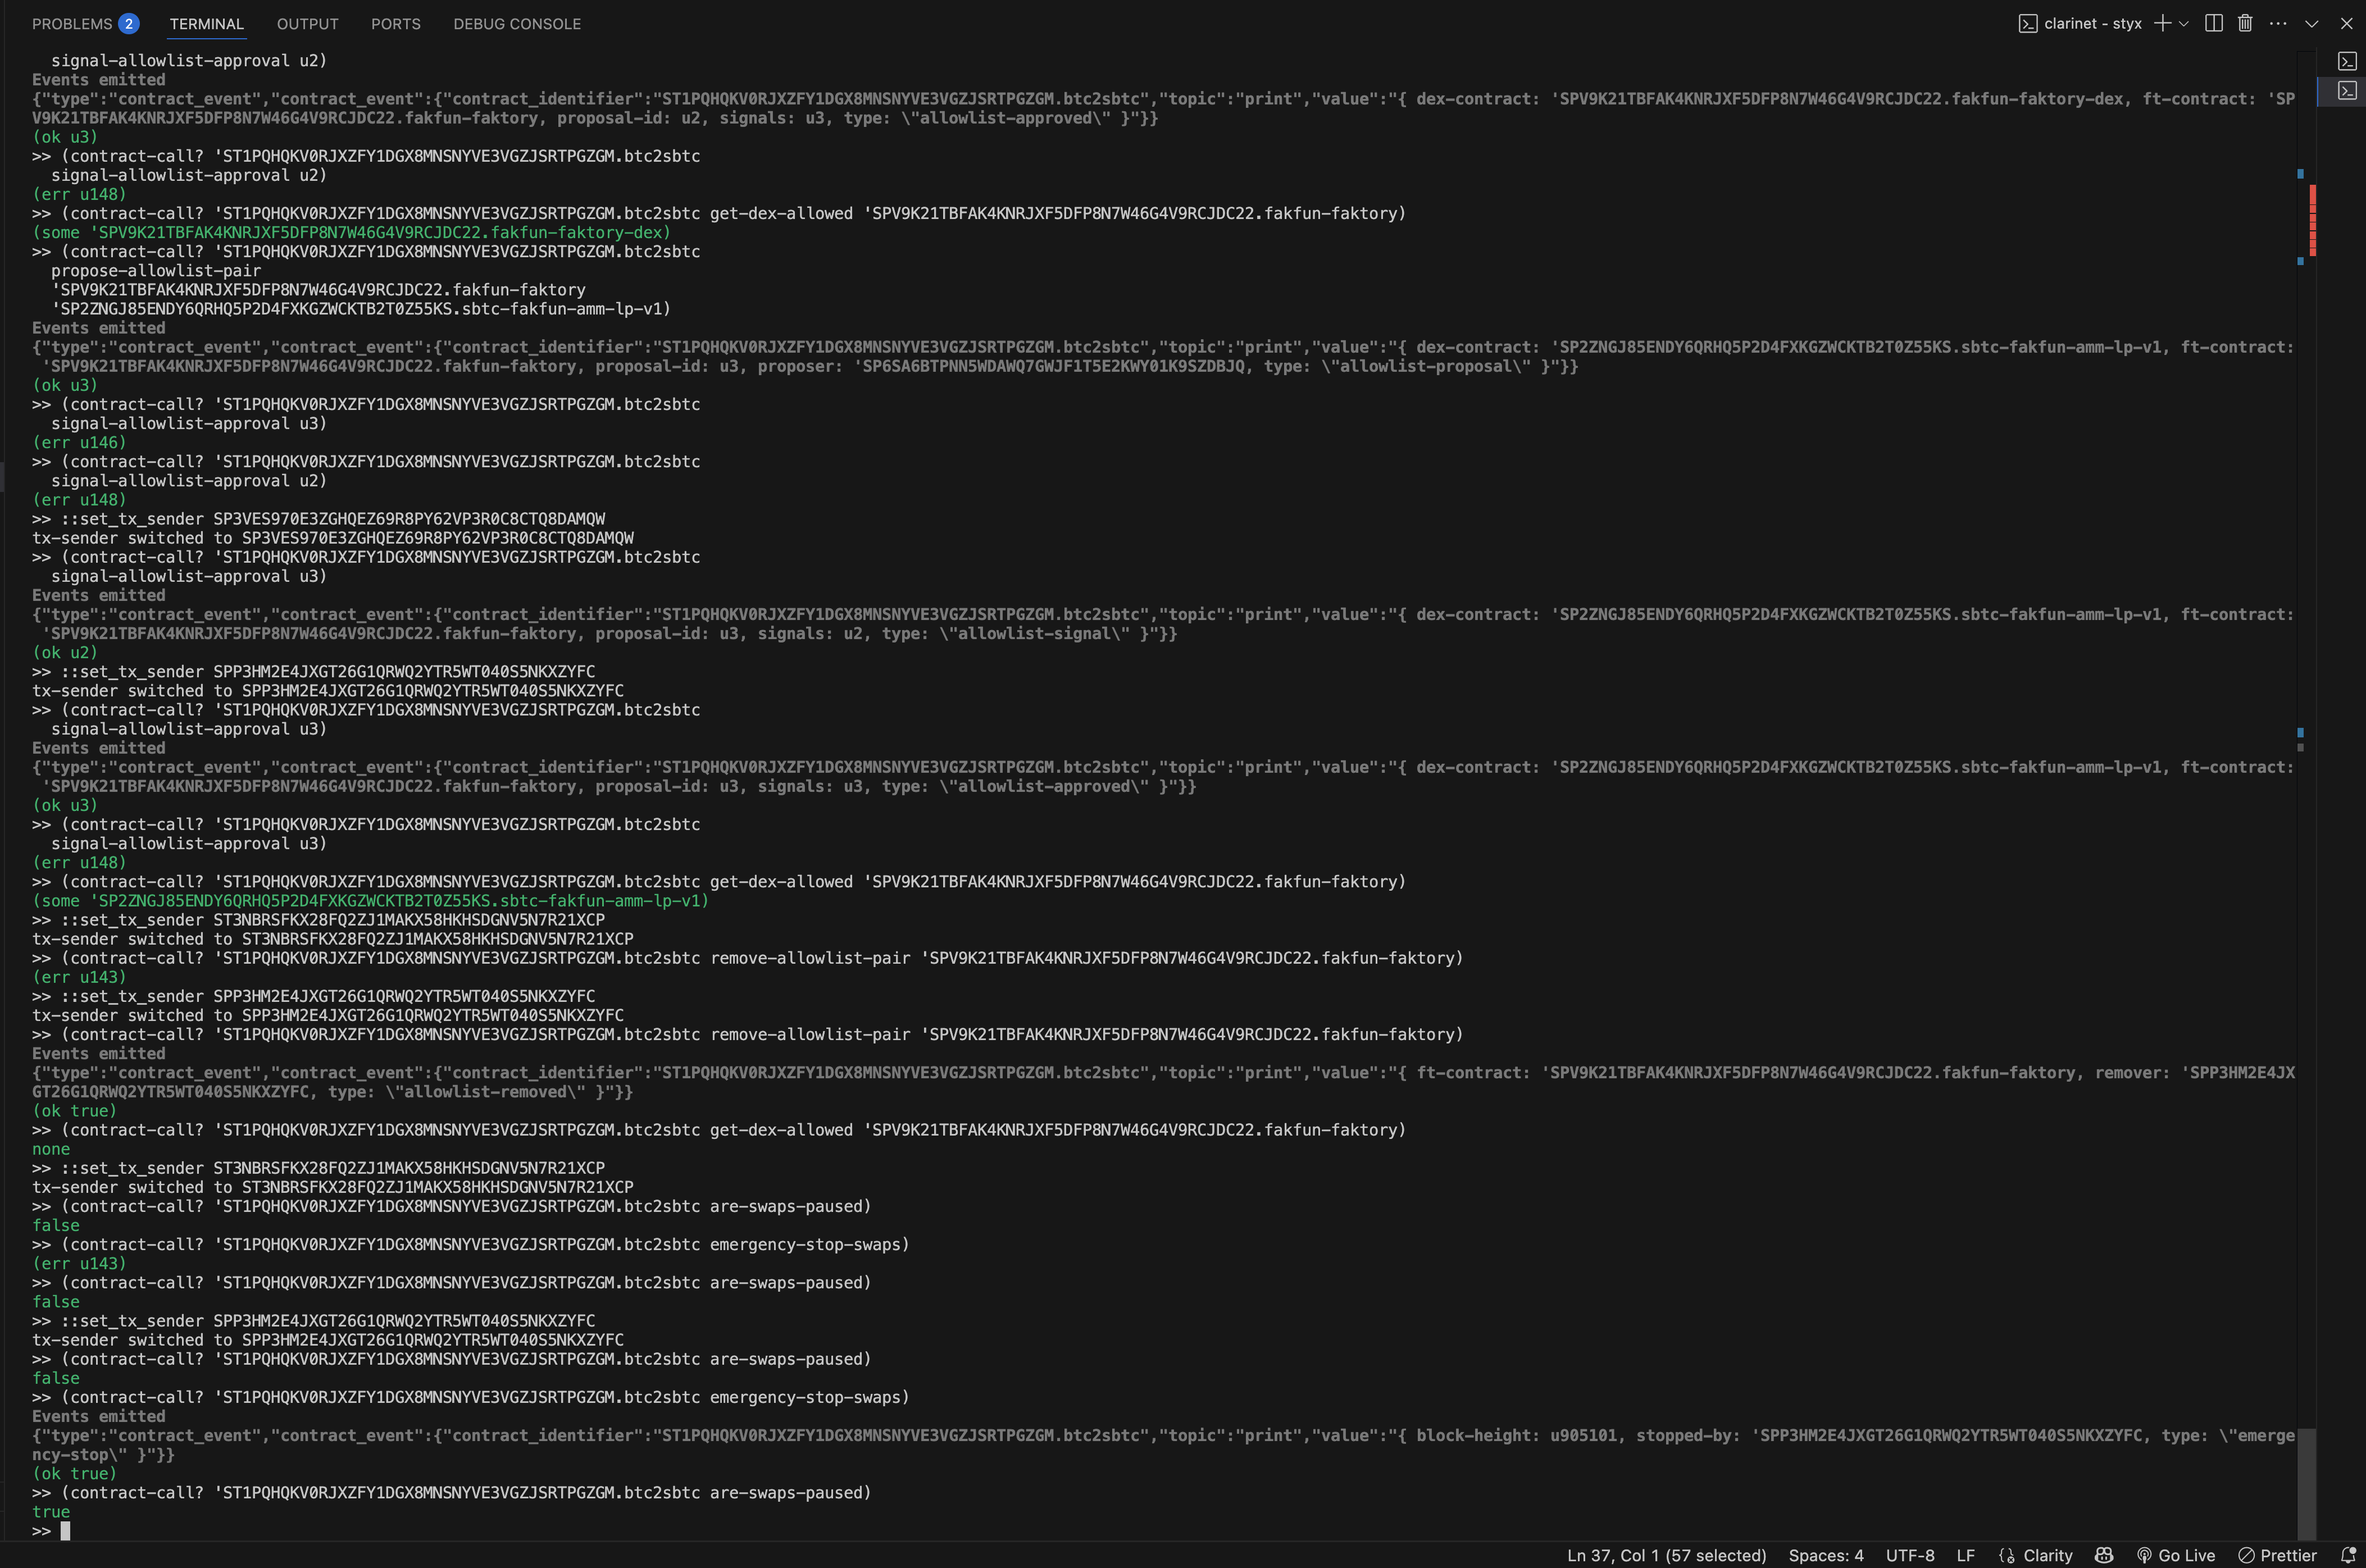 PROBLEMS 2 TERMINAL OUTPUT PORTS DEBUG CONSOLE clarinet - styx
  signal-allowlist-approval u2)
Events emitted
{"type":"contract_event","contract_event":{"contract_identifier":"ST1PQHQKV0RJXZFY1DGX8MNSNYVE3VGZJSRTPGZGM.btc2sbtc","topic":"print","value":"{ dex-contract: 'SPV9K21TBFAK4KNRJXF5DFP8N7W46G4V9RCJDC22.fakfun-faktory-dex, ft-contract: 'SP
V9K21TBFAK4KNRJXF5DFP8N7W46G4V9RCJDC22.fakfun-faktory, proposal-id: u2, signals: u3, type: \"allowlist-approved\" }"}}
(ok u3)
>> (contract-call? 'ST1PQHQKV0RJXZFY1DGX8MNSNYVE3VGZJSRTPGZGM.btc2sbtc
  signal-allowlist-approval u2)
(err u148)
>> (contract-call? 'ST1PQHQKV0RJXZFY1DGX8MNSNYVE3VGZJSRTPGZGM.btc2sbtc get-dex-allowed 'SPV9K21TBFAK4KNRJXF5DFP8N7W46G4V9RCJDC22.fakfun-faktory)
(some 'SPV9K21TBFAK4KNRJXF5DFP8N7W46G4V9RCJDC22.fakfun-faktory-dex)
>> (contract-call? 'ST1PQHQKV0RJXZFY1DGX8MNSNYVE3VGZJSRTPGZGM.btc2sbtc
  propose-allowlist-pair
  'SPV9K21TBFAK4KNRJXF5DFP8N7W46G4V9RCJDC22.fakfun-faktory
  'SP2ZNGJ85ENDY6QRHQ5P2D4FXKGZWCKTB2T0Z55KS.sbtc-fakfun-amm-lp-v1)
Events emitted
{"type":"contract_event","contract_event":{"contract_identifier":"ST1PQHQKV0RJXZFY1DGX8MNSNYVE3VGZJSRTPGZGM.btc2sbtc","topic":"print","value":"{ dex-contract: 'SP2ZNGJ85ENDY6QRHQ5P2D4FXKGZWCKTB2T0Z55KS.sbtc-fakfun-amm-lp-v1, ft-contract:
 'SPV9K21TBFAK4KNRJXF5DFP8N7W46G4V9RCJDC22.fakfun-faktory, proposal-id: u3, proposer: 'SP6SA6BTPNN5WDAWQ7GWJF1T5E2KWY01K9SZDBJQ, type: \"allowlist-proposal\" }"}}
(ok u3)
>> (contract-call? 'ST1PQHQKV0RJXZFY1DGX8MNSNYVE3VGZJSRTPGZGM.btc2sbtc
  signal-allowlist-approval u3)
(err u146)
>> (contract-call? 'ST1PQHQKV0RJXZFY1DGX8MNSNYVE3VGZJSRTPGZGM.btc2sbtc
  signal-allowlist-approval u2)
(err u148)
>> ::set_tx_sender SP3VES970E3ZGHQEZ69R8PY62VP3R0C8CTQ8DAMQW
tx-sender switched to SP3VES970E3ZGHQEZ69R8PY62VP3R0C8CTQ8DAMQW
>> (contract-call? 'ST1PQHQKV0RJXZFY1DGX8MNSNYVE3VGZJSRTPGZGM.btc2sbtc
  signal-allowlist-approval u3)
Events emitted
{"type":"contract_event","contract_event":{"contract_identifier":"ST1PQHQKV0RJXZFY1DGX8MNSNYVE3VGZJSRTPGZGM.btc2sbtc","topic":"print","value":"{ dex-contract: 'SP2ZNGJ85ENDY6QRHQ5P2D4FXKGZWCKTB2T0Z55KS.sbtc-fakfun-amm-lp-v1, ft-contract:
 'SPV9K21TBFAK4KNRJXF5DFP8N7W46G4V9RCJDC22.fakfun-faktory, proposal-id: u3, signals: u2, type: \"allowlist-signal\" }"}}
(ok u2)
>> ::set_tx_sender SPP3HM2E4JXGT26G1QRWQ2YTR5WT040S5NKXZYFC
tx-sender switched to SPP3HM2E4JXGT26G1QRWQ2YTR5WT040S5NKXZYFC
>> (contract-call? 'ST1PQHQKV0RJXZFY1DGX8MNSNYVE3VGZJSRTPGZGM.btc2sbtc
  signal-allowlist-approval u3)
Events emitted
{"type":"contract_event","contract_event":{"contract_identifier":"ST1PQHQKV0RJXZFY1DGX8MNSNYVE3VGZJSRTPGZGM.btc2sbtc","topic":"print","value":"{ dex-contract: 'SP2ZNGJ85ENDY6QRHQ5P2D4FXKGZWCKTB2T0Z55KS.sbtc-fakfun-amm-lp-v1, ft-contract:
 'SPV9K21TBFAK4KNRJXF5DFP8N7W46G4V9RCJDC22.fakfun-faktory, proposal-id: u3, signals: u3, type: \"allowlist-approved\" }"}}
(ok u3)
>> (contract-call? 'ST1PQHQKV0RJXZFY1DGX8MNSNYVE3VGZJSRTPGZGM.btc2sbtc
  signal-allowlist-approval u3)
(err u148)
>> (contract-call? 'ST1PQHQKV0RJXZFY1DGX8MNSNYVE3VGZJSRTPGZGM.btc2sbtc get-dex-allowed 'SPV9K21TBFAK4KNRJXF5DFP8N7W46G4V9RCJDC22.fakfun-faktory)
(some 'SP2ZNGJ85ENDY6QRHQ5P2D4FXKGZWCKTB2T0Z55KS.sbtc-fakfun-amm-lp-v1)
>> ::set_tx_sender ST3NBRSFKX28FQ2ZJ1MAKX58HKHSDGNV5N7R21XCP
tx-sender switched to ST3NBRSFKX28FQ2ZJ1MAKX58HKHSDGNV5N7R21XCP
>> (contract-call? 'ST1PQHQKV0RJXZFY1DGX8MNSNYVE3VGZJSRTPGZGM.btc2sbtc remove-allowlist-pair 'SPV9K21TBFAK4KNRJXF5DFP8N7W46G4V9RCJDC22.fakfun-faktory)
(err u143)
>> ::set_tx_sender SPP3HM2E4JXGT26G1QRWQ2YTR5WT040S5NKXZYFC
tx-sender switched to SPP3HM2E4JXGT26G1QRWQ2YTR5WT040S5NKXZYFC
>> (contract-call? 'ST1PQHQKV0RJXZFY1DGX8MNSNYVE3VGZJSRTPGZGM.btc2sbtc remove-allowlist-pair 'SPV9K21TBFAK4KNRJXF5DFP8N7W46G4V9RCJDC22.fakfun-faktory)
Events emitted
{"type":"contract_event","contract_event":{"contract_identifier":"ST1PQHQKV0RJXZFY1DGX8MNSNYVE3VGZJSRTPGZGM.btc2sbtc","topic":"print","value":"{ ft-contract: 'SPV9K21TBFAK4KNRJXF5DFP8N7W46G4V9RCJDC22.fakfun-faktory, remover: 'SPP3HM2E4JX
GT26G1QRWQ2YTR5WT040S5NKXZYFC, type: \"allowlist-removed\" }"}}
(ok true)
>> (contract-call? 'ST1PQHQKV0RJXZFY1DGX8MNSNYVE3VGZJSRTPGZGM.btc2sbtc get-dex-allowed 'SPV9K21TBFAK4KNRJXF5DFP8N7W46G4V9RCJDC22.fakfun-faktory)
none
>> ::set_tx_sender ST3NBRSFKX28FQ2ZJ1MAKX58HKHSDGNV5N7R21XCP
tx-sender switched to ST3NBRSFKX28FQ2ZJ1MAKX58HKHSDGNV5N7R21XCP
>> (contract-call? 'ST1PQHQKV0RJXZFY1DGX8MNSNYVE3VGZJSRTPGZGM.btc2sbtc are-swaps-paused)
false
>> (contract-call? 'ST1PQHQKV0RJXZFY1DGX8MNSNYVE3VGZJSRTPGZGM.btc2sbtc emergency-stop-swaps)
(err u143)
>> (contract-call? 'ST1PQHQKV0RJXZFY1DGX8MNSNYVE3VGZJSRTPGZGM.btc2sbtc are-swaps-paused)
false
>> ::set_tx_sender SPP3HM2E4JXGT26G1QRWQ2YTR5WT040S5NKXZYFC
tx-sender switched to SPP3HM2E4JXGT26G1QRWQ2YTR5WT040S5NKXZYFC
>> (contract-call? 'ST1PQHQKV0RJXZFY1DGX8MNSNYVE3VGZJSRTPGZGM.btc2sbtc are-swaps-paused)
false
>> (contract-call? 'ST1PQHQKV0RJXZFY1DGX8MNSNYVE3VGZJSRTPGZGM.btc2sbtc emergency-stop-swaps)
Events emitted
{"type":"contract_event","contract_event":{"contract_identifier":"ST1PQHQKV0RJXZFY1DGX8MNSNYVE3VGZJSRTPGZGM.btc2sbtc","topic":"print","value":"{ block-height: u905101, stopped-by: 'SPP3HM2E4JXGT26G1QRWQ2YTR5WT040S5NKXZYFC, type: \"emerge
ncy-stop\" }"}}
(ok true)
>> (contract-call? 'ST1PQHQKV0RJXZFY1DGX8MNSNYVE3VGZJSRTPGZGM.btc2sbtc are-swaps-paused)
true
>>
Ln 37, Col 1 (57 selected) Spaces: 4 UTF-8 LF Clarity Go Live Prettier